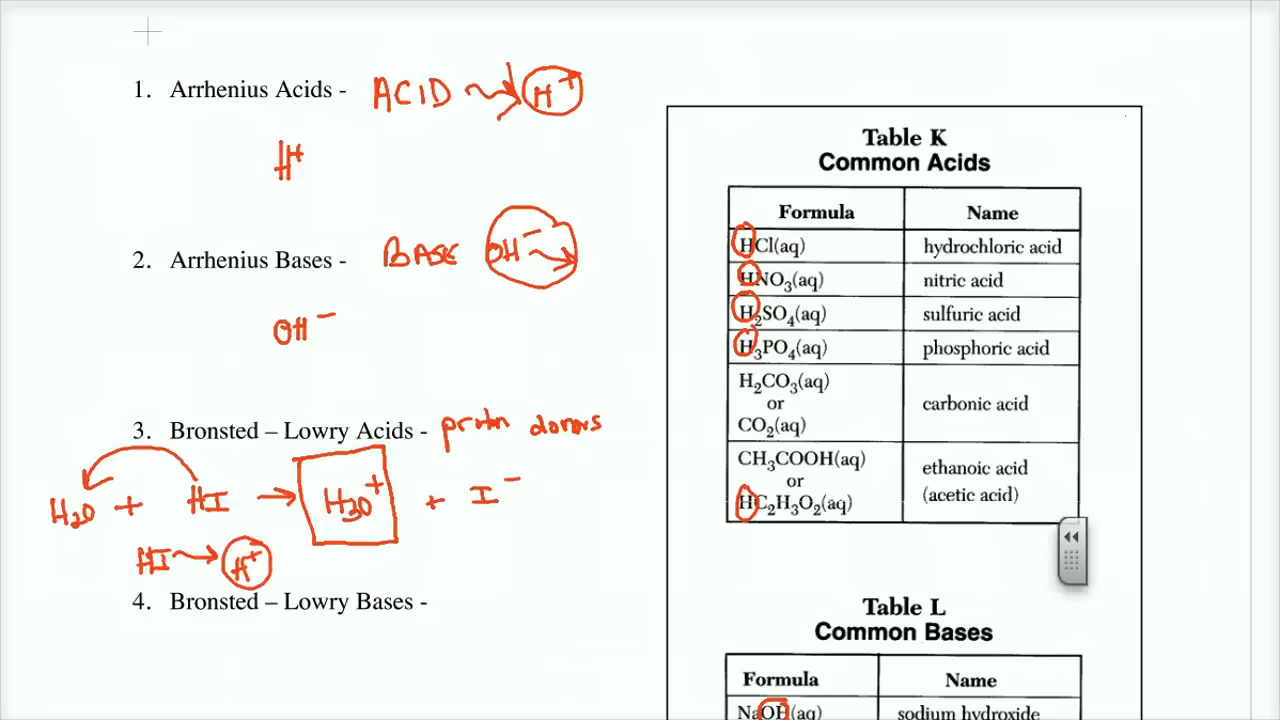 1. Arrhenius Acids - ACID H⁺
H⁺
2. Arrhenius Bases - BASE OH⁻
OH⁻
3. Bronsted – Lowry Acids - protn donors
H₂O + HI → H₃O⁺ + I⁻
HI → H⁺
4. Bronsted – Lowry Bases -
Table K
Common Acids
Formula Name
HCl(aq) hydrochloric acid
HNO₃(aq) nitric acid
H₂SO₄(aq) sulfuric acid
H₃PO₄(aq) phosphoric acid
H₂CO₃(aq)
or
CO₂(aq)
carbonic acid
CH₃COOH(aq)
or
HC₂H₃O₂(aq)
ethanoic acid
(acetic acid)
Table L
Common Bases
Formula Name
NaOH(aq) sodium hydroxide